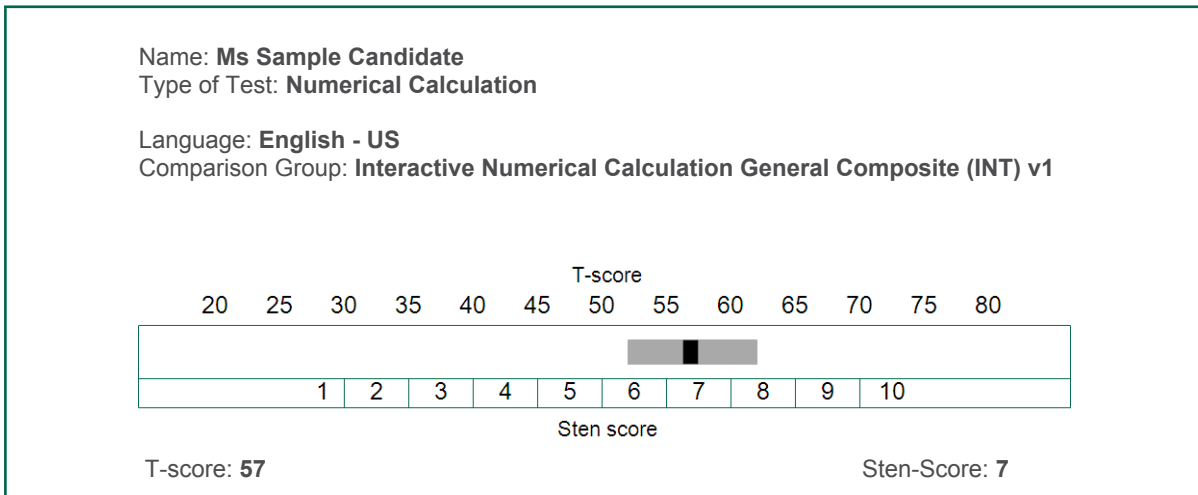 Name: Ms Sample Candidate
Type of Test: Numerical Calculation
Language: English - US
Comparison Group: Interactive Numerical Calculation General Composite (INT) v1
T-score
20 25 30 35 40 45 50 55 60 65 70 75 80
1 2 3 4 5 6 7 8 9 10
Sten score
T-score: 57 Sten-Score: 7